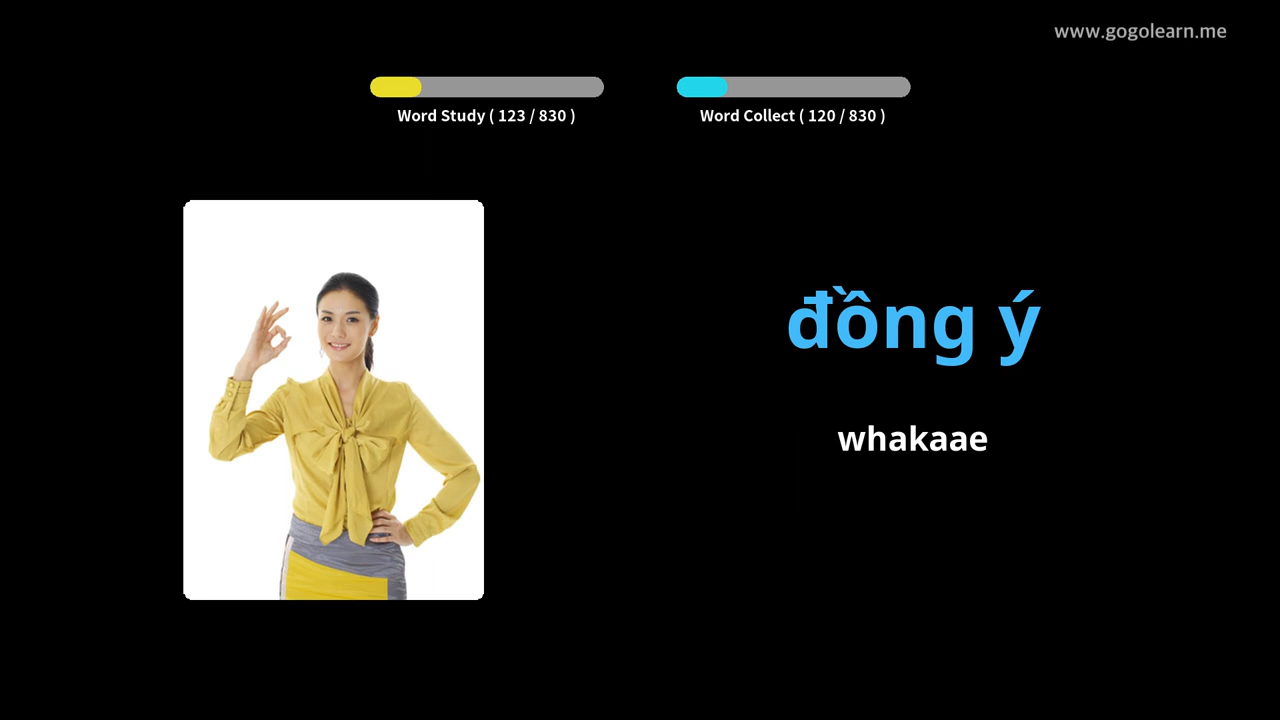 www.gogolearn.me
Word Study ( 123 / 830 )
Word Collect ( 120 / 830 )
đồng ý
whakaae